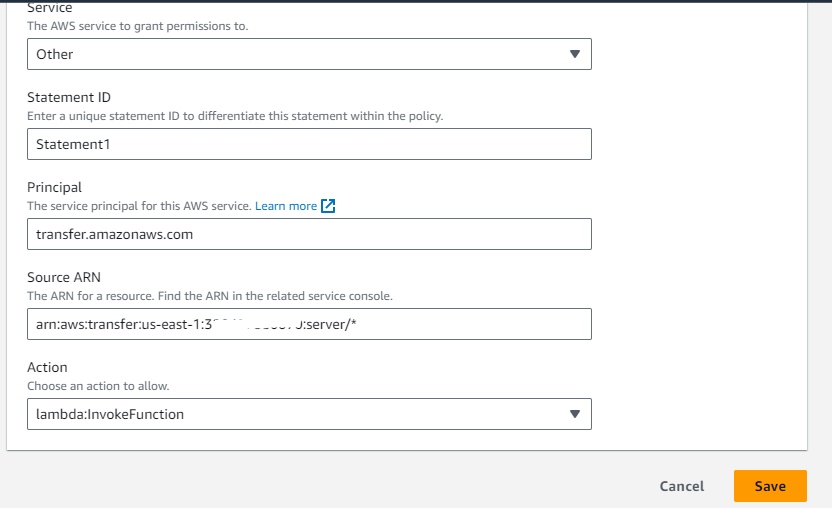 Service
The AWS service to grant permissions to.
Other
Statement ID
Enter a unique statement ID to differentiate this statement within the policy.
Statement1
Principal
The service principal for this AWS service. Learn more
transfer.amazonaws.com
Source ARN
The ARN for a resource. Find the ARN in the related service console.
arn:aws:transfer:us-east-1:3 :server/*
Action
Choose an action to allow.
lambda:InvokeFunction
Cancel Save